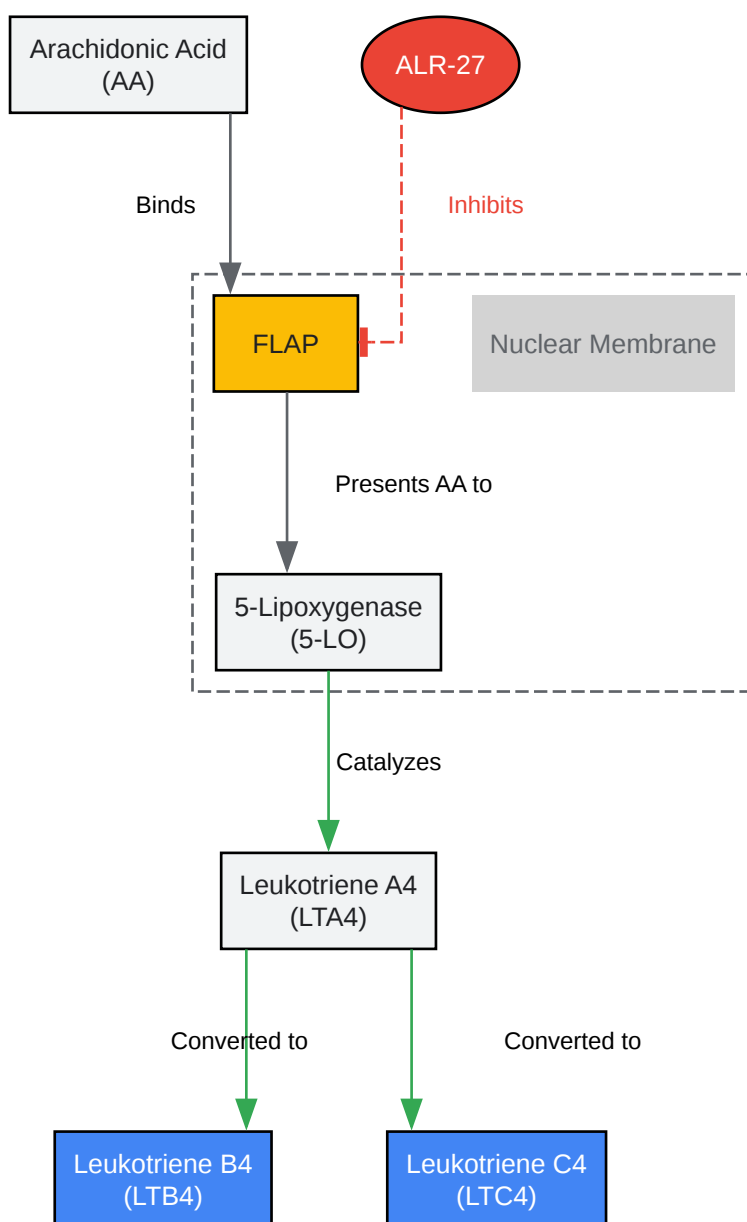 Arachidonic Acid
(AA)
ALR-27
Binds
Inhibits
FLAP
Nuclear Membrane
Presents AA to
5-Lipoxygenase
(5-LO)
Catalyzes
Leukotriene A4
(LTA4)
Converted to
Converted to
Leukotriene B4
(LTB4)
Leukotriene C4
(LTC4)